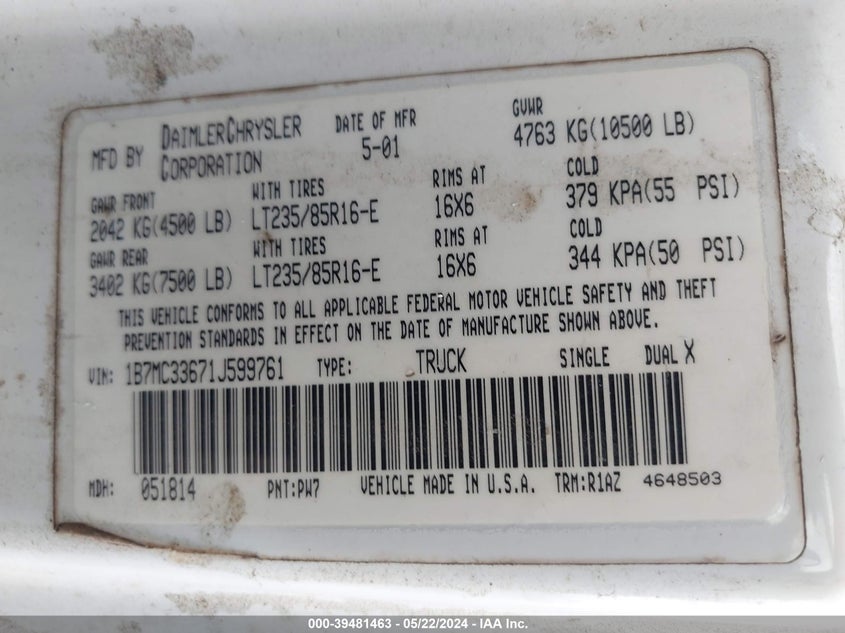 MFD BY DAIMLERCHRYSLER CORPORATION DATE OF MFR 5-01 GVWR 4763 KG(10500 LB)
GAWR FRONT WITH TIRES RIMS AT COLD
2042 KG(4500 LB) LT235/85R16-E 16X6 379 KPA(55 PSI)
GAWR REAR WITH TIRES RIMS AT COLD
3402 KG(7500 LB) LT235/85R16-E 16X6 344 KPA(50 PSI)
THIS VEHICLE CONFORMS TO ALL APPLICABLE FEDERAL MOTOR VEHICLE SAFETY AND THEFT
PREVENTION STANDARDS IN EFFECT ON THE DATE OF MANUFACTURE SHOWN ABOVE.
VIN: 1B7MC33671J599761 TYPE: TRUCK SINGLE DUAL X
MDH: 051814 PNT:PW7 VEHICLE MADE IN U.S.A. TRM:R1AZ 4648503
000-39481463 - 05/22/2024 - IAA Inc.